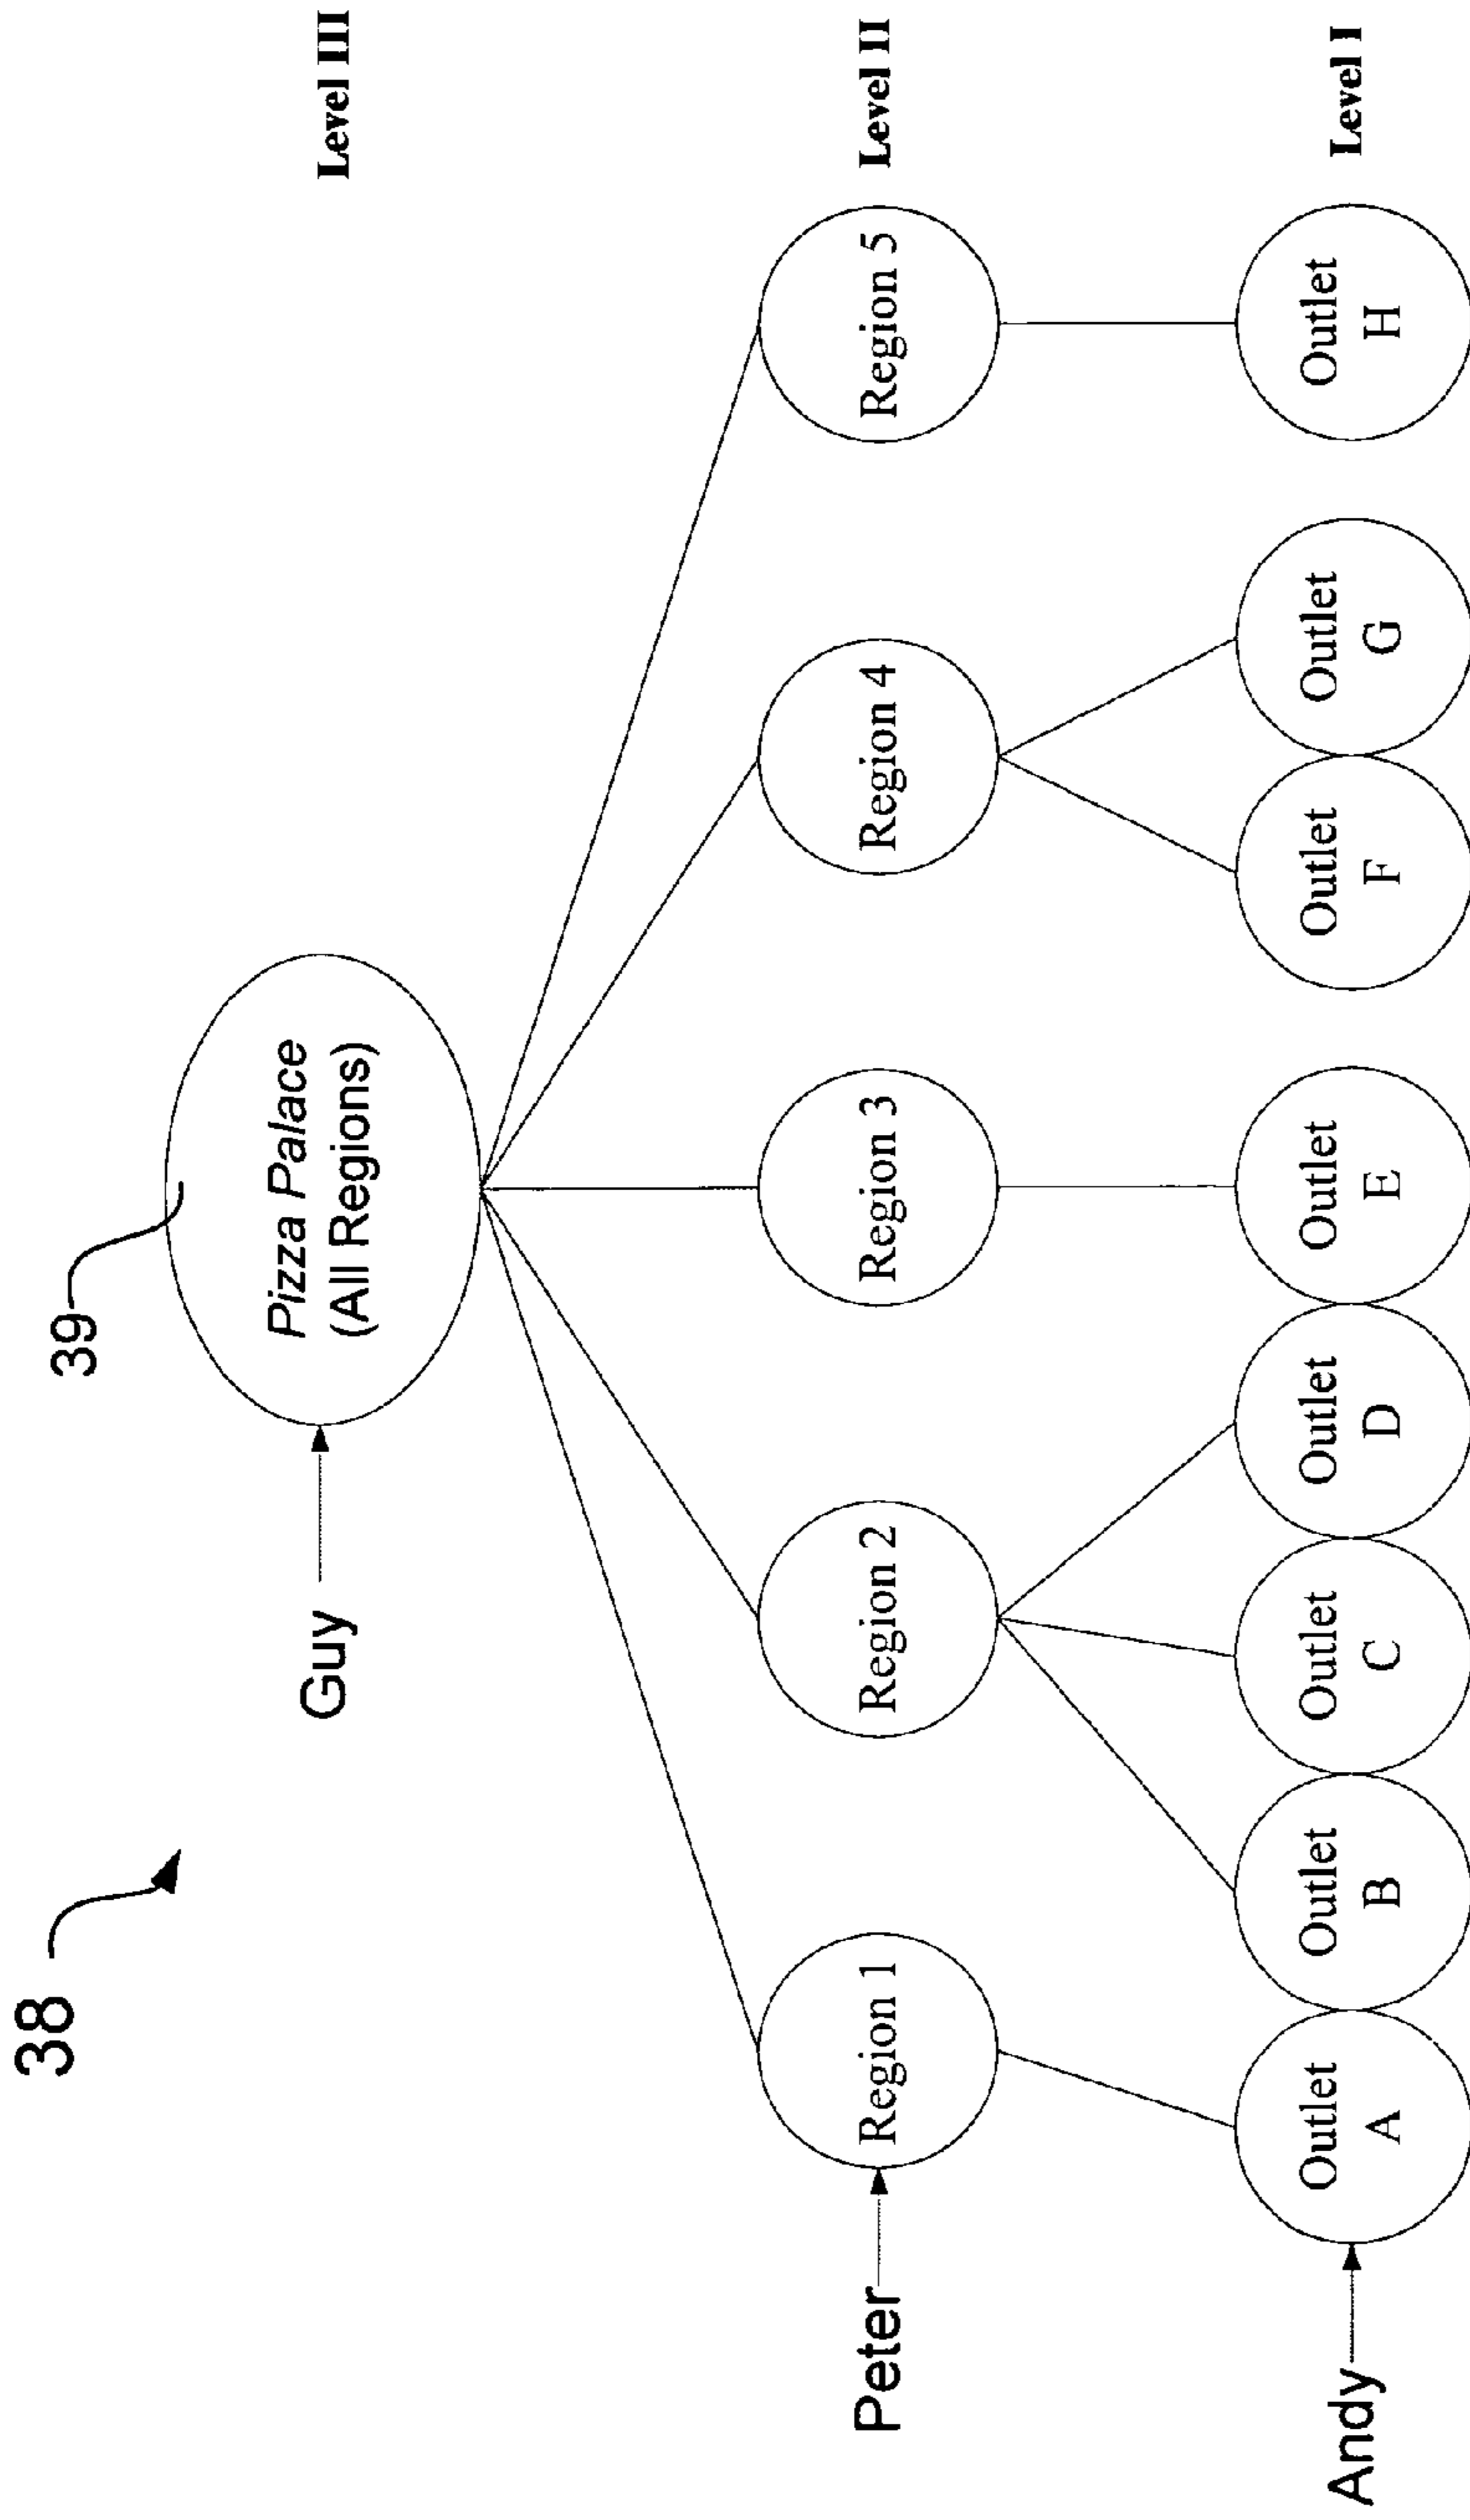 38
39
Guy
Pizza Palace
(All Regions)
Level III
Peter
Region 1
Region 2
Region 3
Region 4
Region 5
Level II
Andy
Outlet
A
Outlet
B
Outlet
C
Outlet
D
Outlet
E
Outlet
F
Outlet
G
Outlet
H
Level I